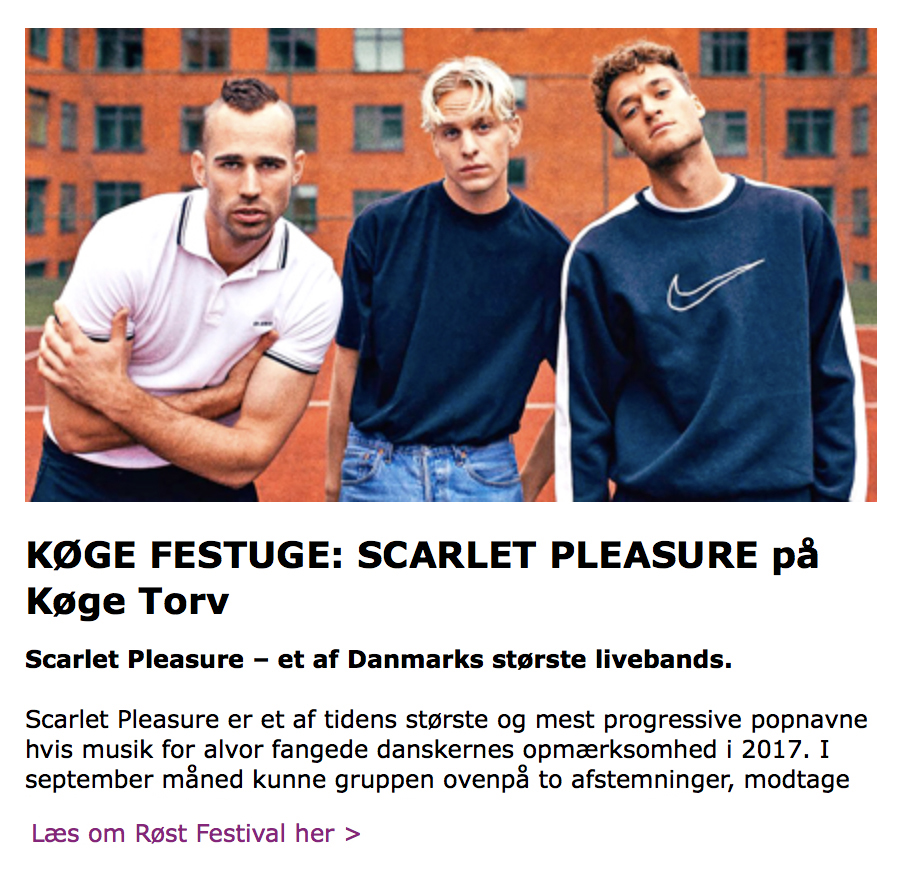 KØGE FESTUGE: SCARLET PLEASURE på
Køge Torv
Scarlet Pleasure – et af Danmarks største livebands.
Scarlet Pleasure er et af tidens største og mest progressive popnavne
hvis musik for alvor fangede danskernes opmærksomhed i 2017. I
september måned kunne gruppen ovenpå to afstemninger, modtage
Læs om Røst Festival her >